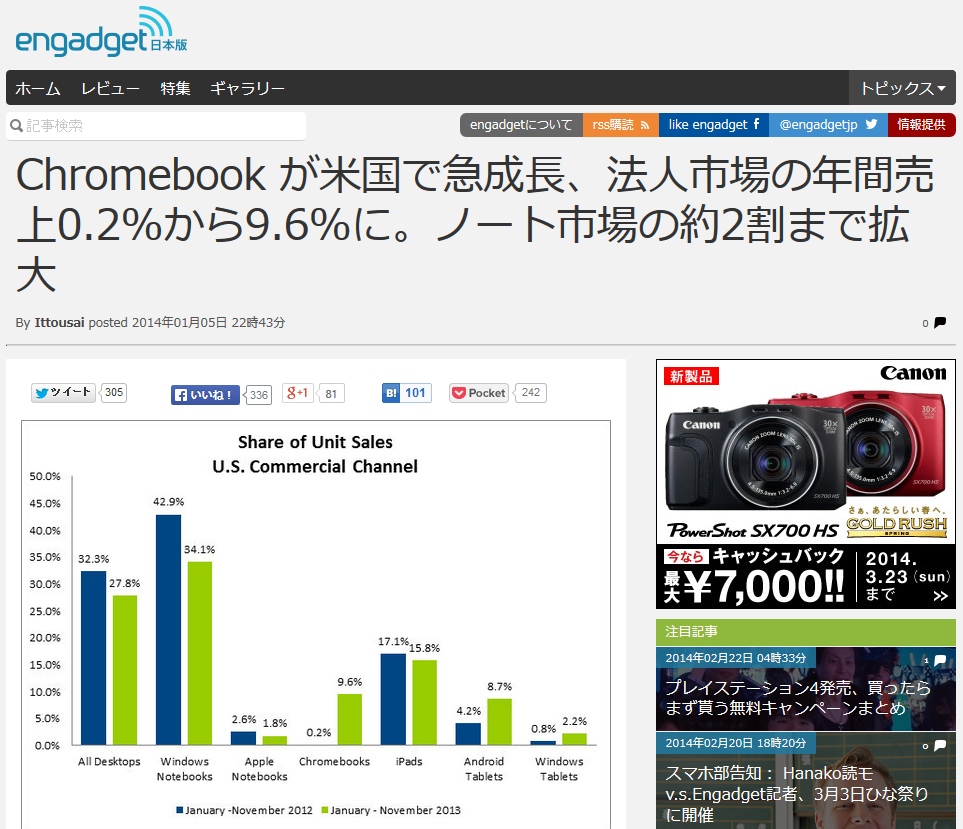 engadget日本版
ホーム レビュー 特集 ギャラリー トピックス
記事検索
engadgetについて rss購読 like engadget @engadgetjp 情報提供
Chromebook が米国で急成長、法人市場の年間売
上0.2%から9.6%に。ノート市場の約2割まで拡
大
By Ittousai posted 2014年01月05日 22時43分
0
ツイート 305 いいね！ 336 g+1 81 B! 101 Pocket 242
Share of Unit Sales
U.S. Commercial Channel
50.0%
45.0%
40.0%
35.0%
30.0%
25.0%
20.0%
15.0%
10.0%
5.0%
0.0%
32.3% 27.8%
42.9% 34.1%
2.6% 1.8%
0.2% 9.6%
17.1% 15.8%
4.2% 8.7%
0.8% 2.2%
All Desktops
Windows
Notebooks
Apple
Notebooks
Chromebooks
iPads
Android
Tablets
Windows
Tablets
January -November 2012 January - November 2013
新製品 Canon
Canon 30×
30×
CANON ZOOM LENS
4.5-135.0mm 1:3.2-6.9
SX700 HS
SX700 HS
さぁ、あたらしい春へ。
PowerShot SX700 HS GOLD RUSH
SPRING
今なら キャッシュバック
最大¥7,000!!
2014.
3.23(sun)
まで >>
注目記事
2014年02月22日 04時33分 1
プレイステーション4発売、買ったら
まず貰う無料キャンペーンまとめ
2014年02月20日 18時20分 0
スマホ部告知： Hanako読モ
v.s.Engadget記者、3月3日ひな祭り
に開催